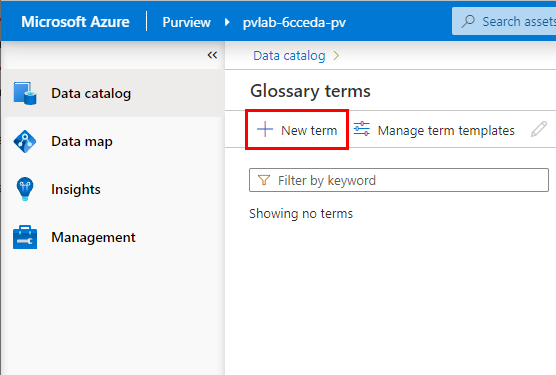 Microsoft Azure Purview pvlab-6cceda-pv Search assets
Data catalog
Glossary terms
New term Manage term templates
Filter by keyword
Showing no terms
Data catalog
Data map
Insights
Management